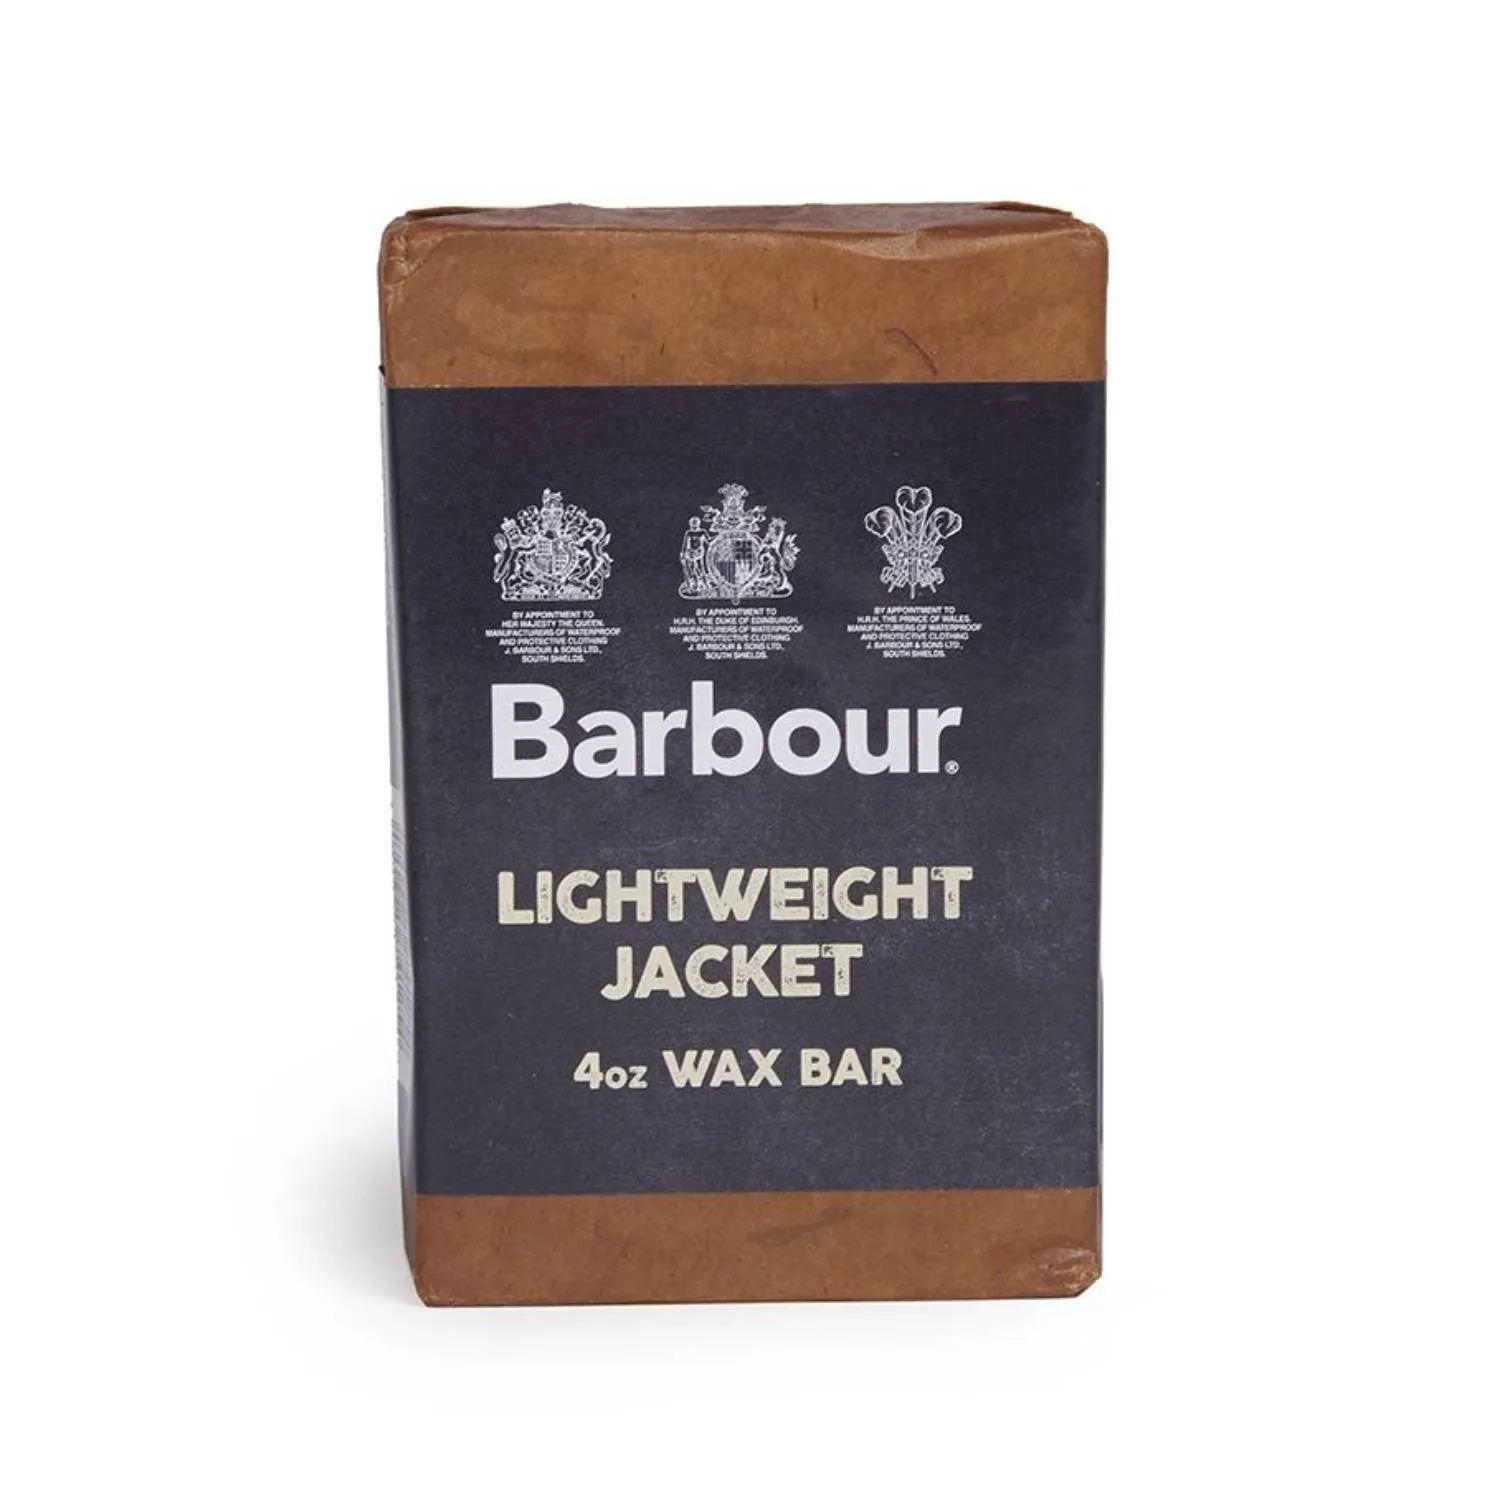 BY APPOINTMENT TO
HER MAJESTY THE QUEEN.
MANUFACTURERS OF WATERPROOF
AND PROTECTIVE CLOTHING
J. BARBOUR & SONS LTD.,
SOUTH SHIELDS.
BY APPOINTMENT TO
H.R.H. THE DUKE OF EDINBURGH.
MANUFACTURERS OF WATERPROOF
AND PROTECTIVE CLOTHING
J. BARBOUR & SONS LTD.,
SOUTH SHIELDS.
BY APPOINTMENT TO
H.R.H. THE PRINCE OF WALES.
MANUFACTURERS OF WATERPROOF
AND PROTECTIVE CLOTHING
J. BARBOUR & SONS LTD.,
SOUTH SHIELDS.
Barbour®
LIGHTWEIGHT
JACKET
4oz WAX BAR